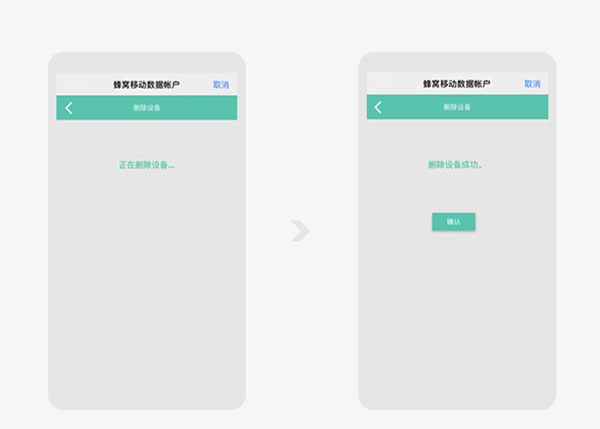 蜂窝移动数据帐户 取消
删除设备
正在删除设备...
蜂窝移动数据帐户 取消
删除设备
删除设备成功。
确认